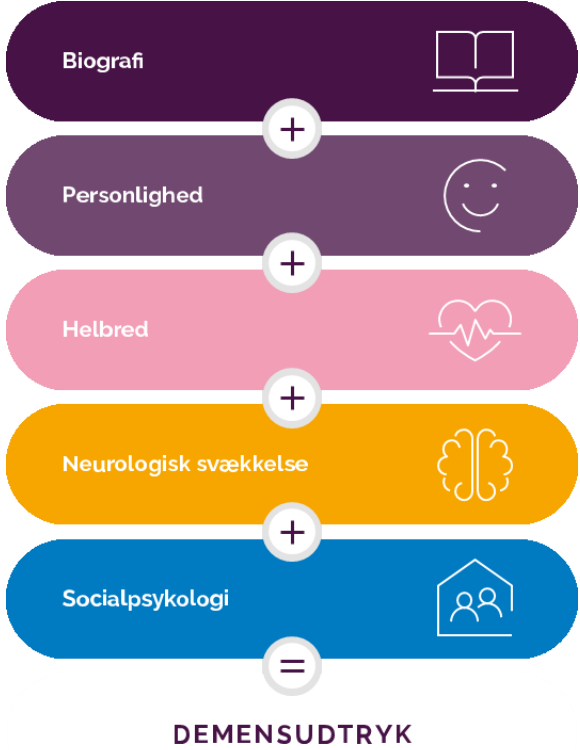 Biografi
+
Personlighed
+
Helbred
+
Neurologisk svækkelse
+
Socialpsykologi
=
DEMENSUDTRYK